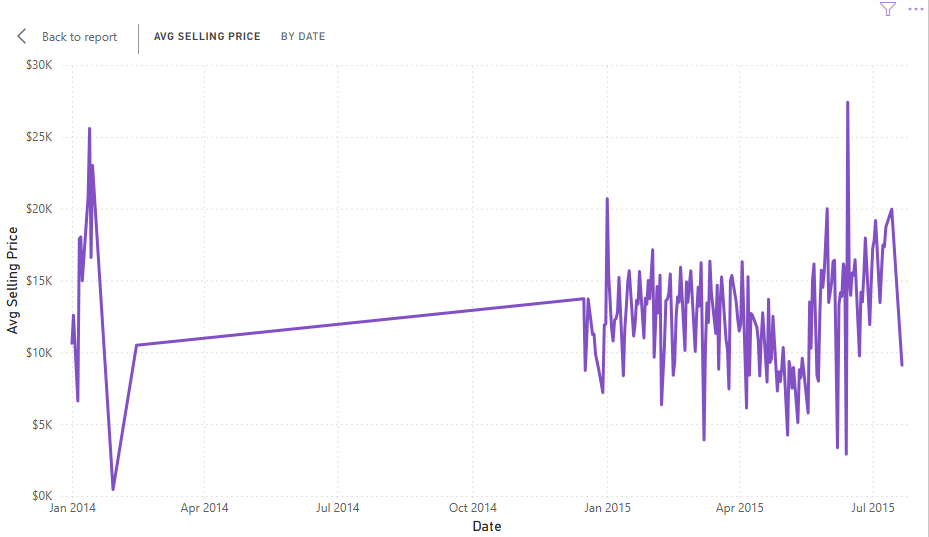 Back to report
AVG SELLING PRICE BY DATE
$30K
$25K
$20K
$15K
$10K
$5K
$0K
Avg Selling Price
Jan 2014 Apr 2014 Jul 2014 Oct 2014 Jan 2015 Apr 2015 Jul 2015
Date